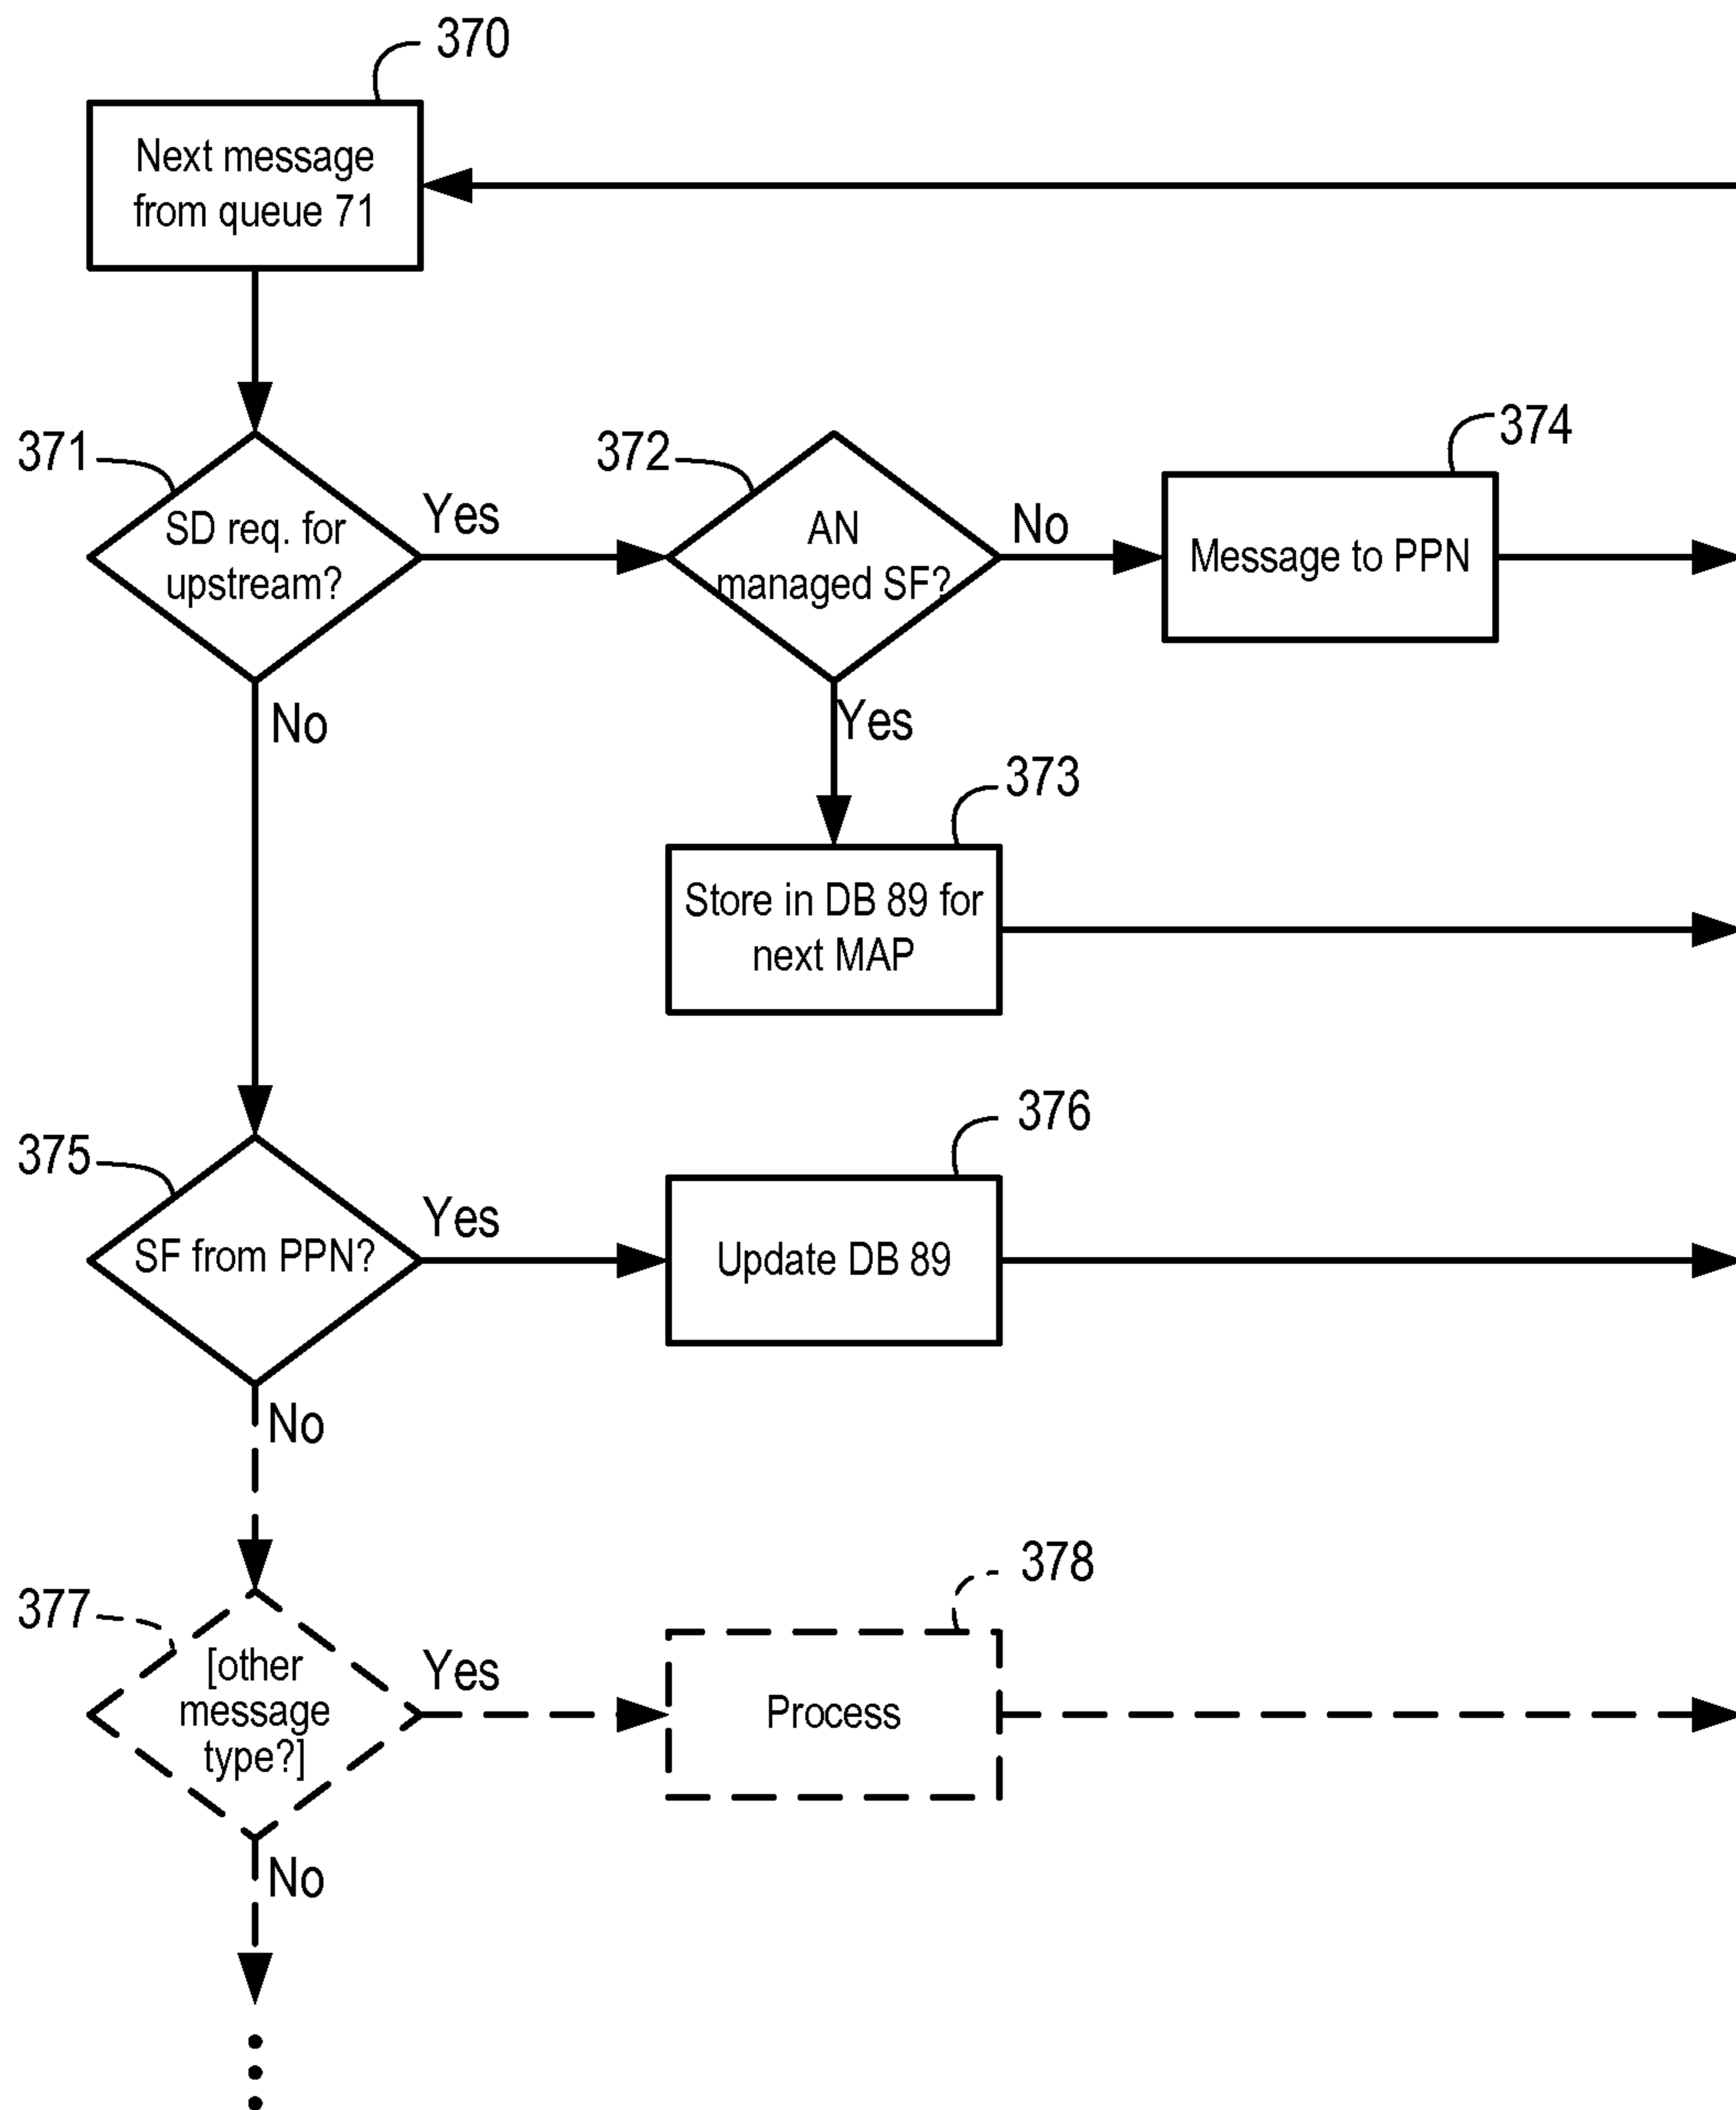 370
Next message
from queue 71
371
SD req. for
upstream?
Yes
No
372
AN
managed SF?
No
Yes
374
Message to PPN
373
Store in DB 89 for
next MAP
375
SF from PPN?
Yes
No
376
Update DB 89
377
[other
message
type?]
Yes
No
378
Process